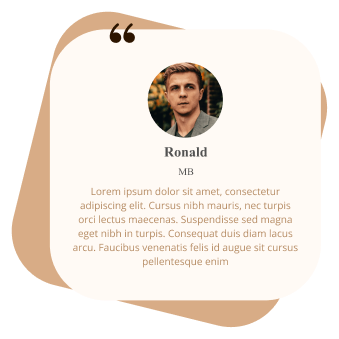 ❝
Ronald
MB
Lorem ipsum dolor sit amet, consectetur
adipiscing elit. Cursus nibh mauris, nec turpis
orci lectus maecenas. Suspendisse sed magna
eget nibh in turpis. Consequat duis diam lacus
arcu. Faucibus venenatis felis id augue sit cursus
pellentesque enim